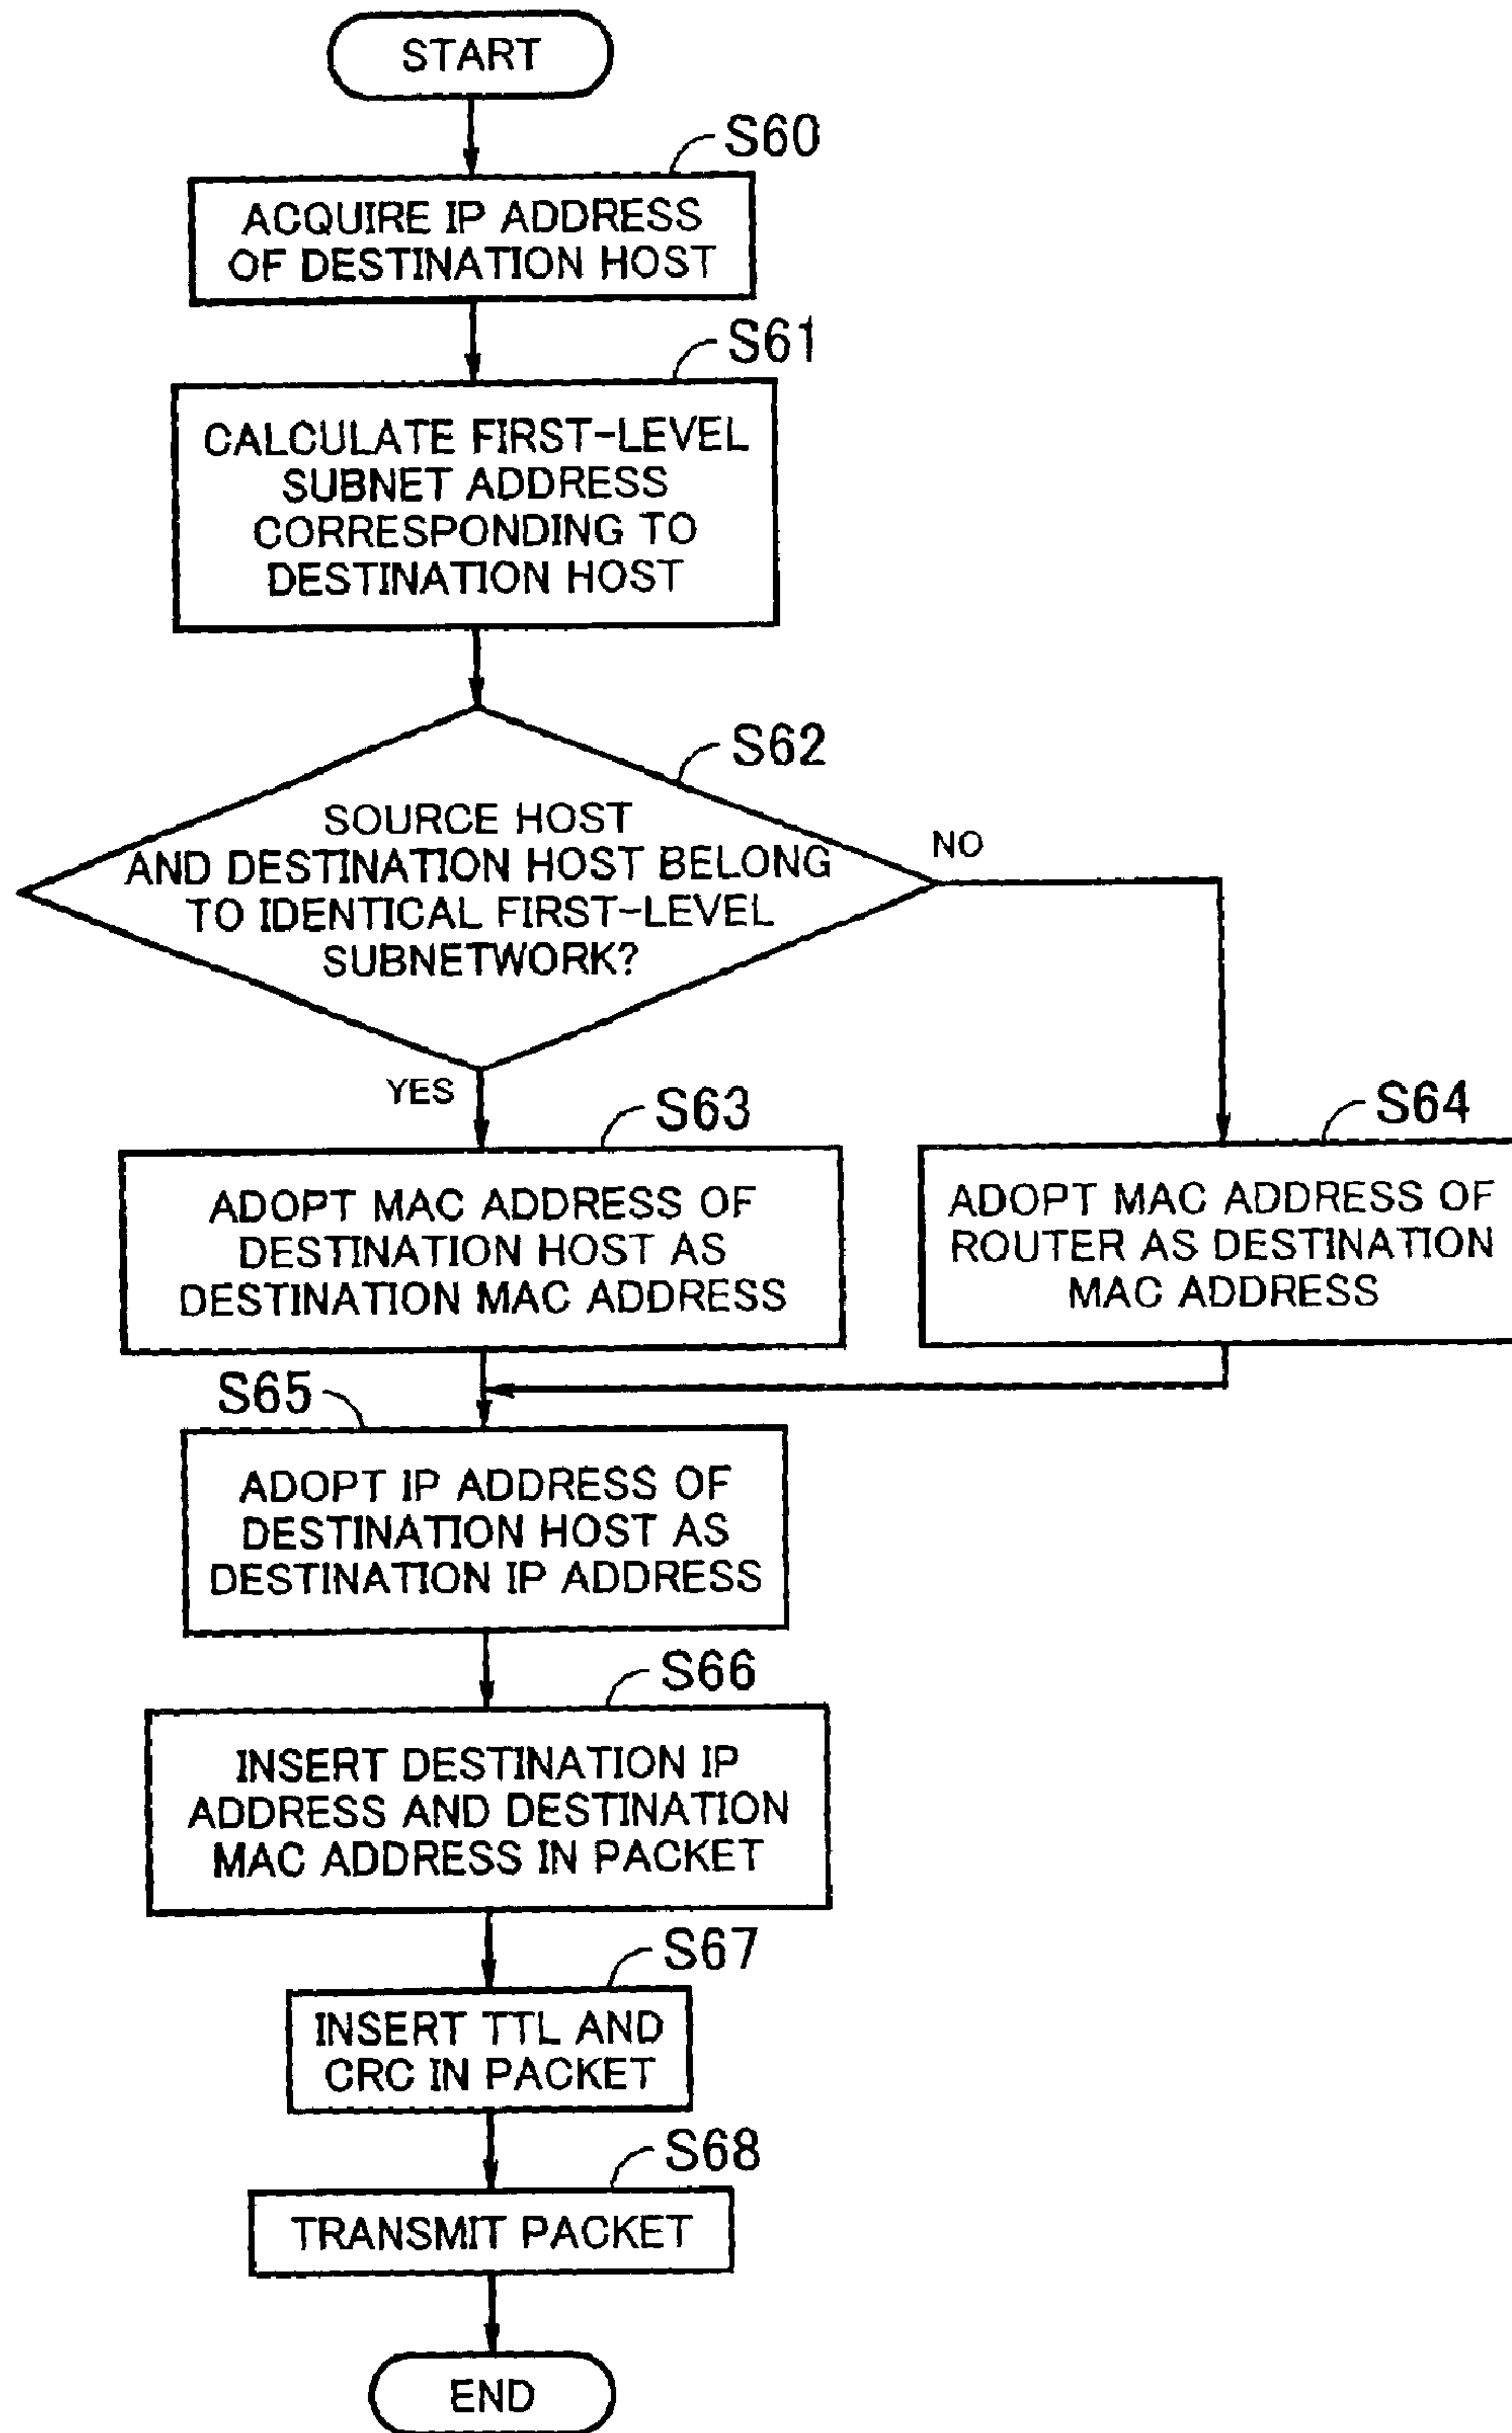 START
S60
ACQUIRE IP ADDRESS
OF DESTINATION HOST
S61
CALCULATE FIRST-LEVEL
SUBNET ADDRESS
CORRESPONDING TO
DESTINATION HOST
S62
SOURCE HOST
AND DESTINATION HOST BELONG
TO IDENTICAL FIRST-LEVEL
SUBNETWORK?
NO
YES
S63
ADOPT MAC ADDRESS OF
DESTINATION HOST AS
DESTINATION MAC ADDRESS
S64
ADOPT MAC ADDRESS OF
ROUTER AS DESTINATION
MAC ADDRESS
S65
ADOPT IP ADDRESS OF
DESTINATION HOST AS
DESTINATION IP ADDRESS
S66
INSERT DESTINATION IP
ADDRESS AND DESTINATION
MAC ADDRESS IN PACKET
S67
INSERT TTL AND
CRC IN PACKET
S68
TRANSMIT PACKET
END